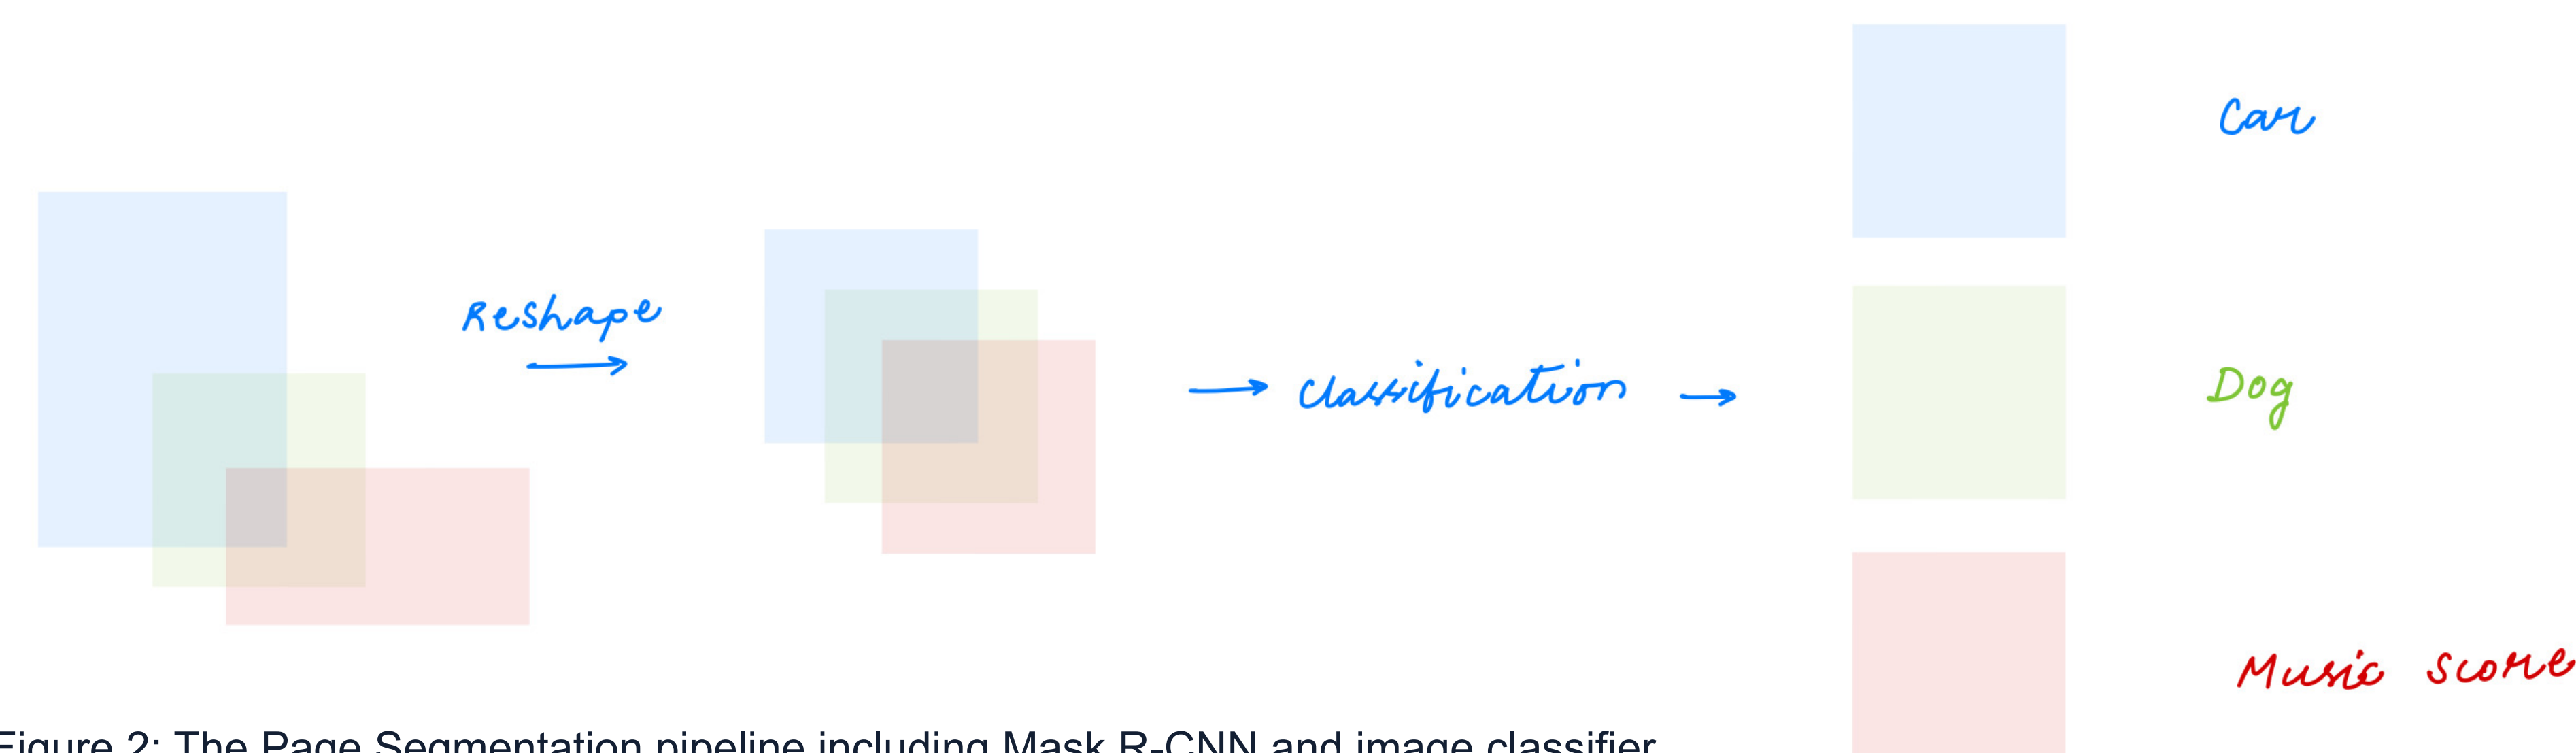 Car
Reshape
Classification
Dog
Music score
Figure 2: The Page Segmentation pipeline including Mask R-CNN and image classifier